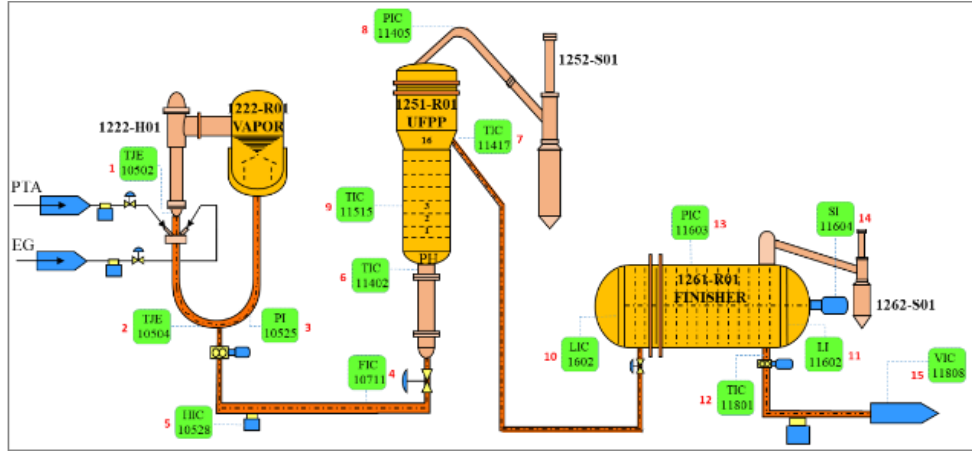 PIC
11405
8
1252-S01
1222-R01
VAPOR
1222-H01
1251-R01
UFPP
16
TIC
11417
7
1
TJE
10502
PTA
EG
9
TIC
11515
3
2
1
PH
6
TIC
11402
PIC
11603
13
SI
11604
14
1261-R01
FINISHER
1262-S01
2
TJE
10504
PI
10525
3
FIC
10711
4
5
HIC
10528
10
LIC
1602
LI
11602
11
12
TIC
11801
15
VIC
11808